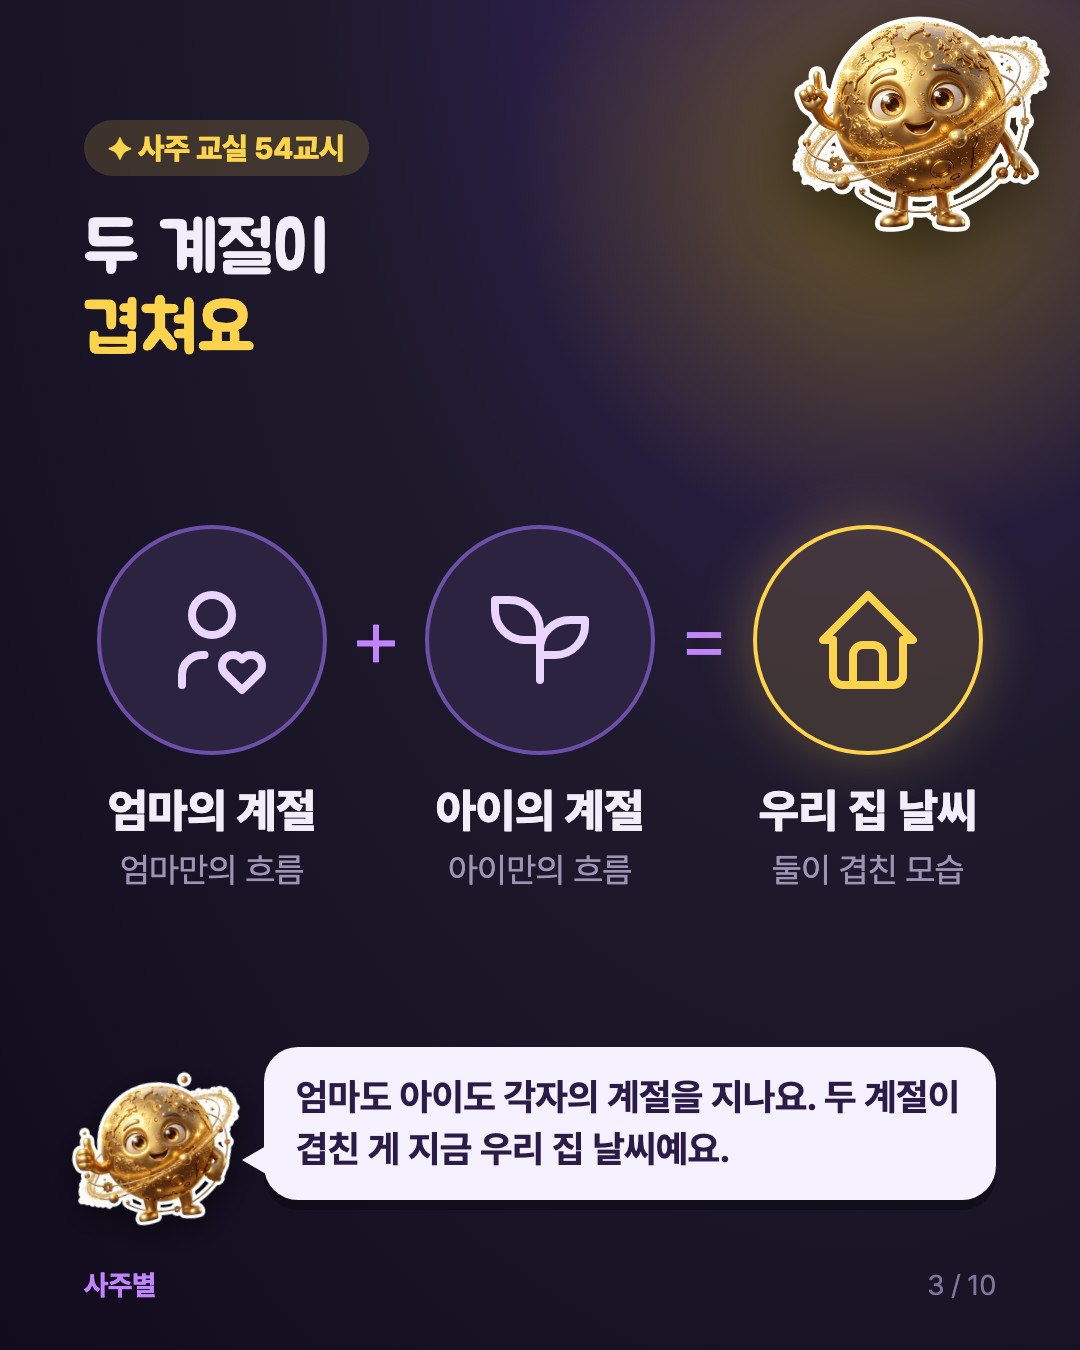 ✦ 사주 교실 54교시
두 계절이
겹쳐요
+
=
엄마의 계절
엄마만의 흐름
아이의 계절
아이만의 흐름
우리 집 날씨
둘이 겹친 모습
엄마도 아이도 각자의 계절을 지나요. 두 계절이
겹친 게 지금 우리 집 날씨예요.
사주별
3 / 10